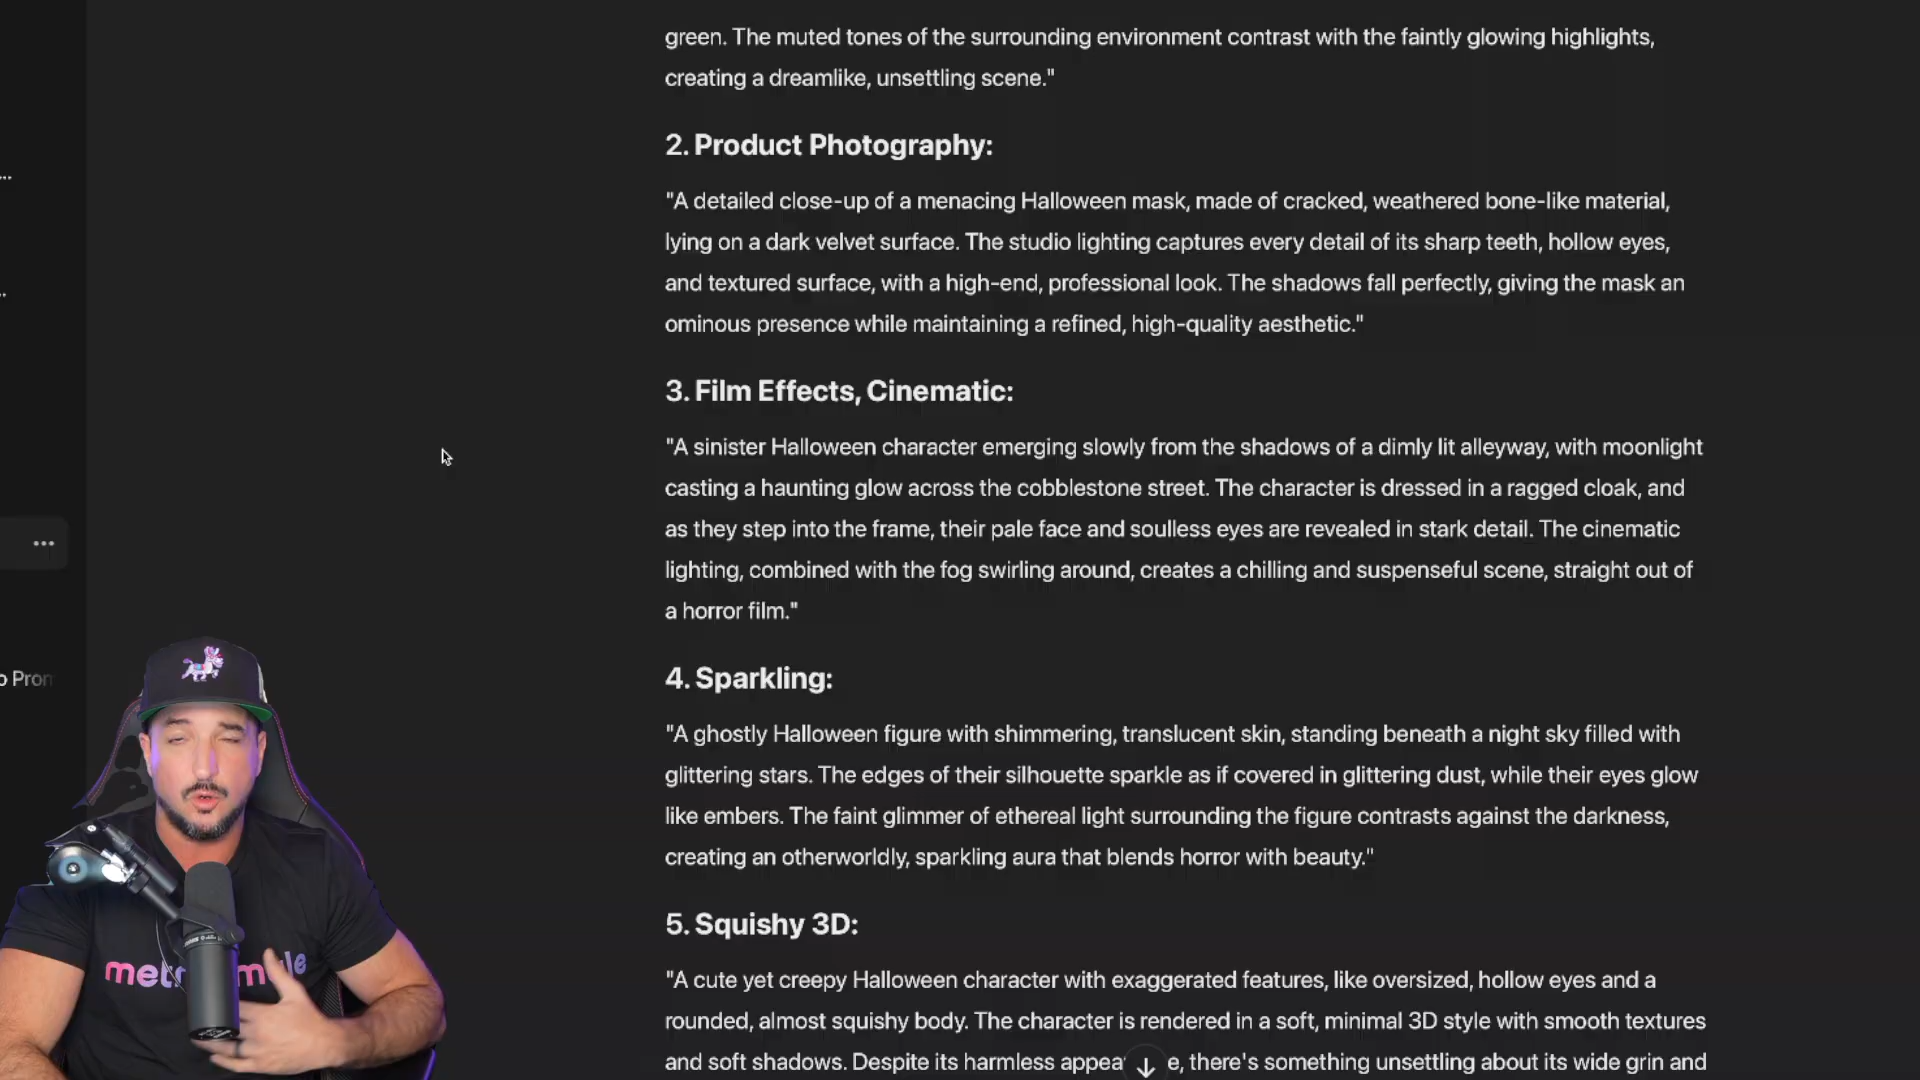 green. The muted tones of the surrounding environment contrast with the faintly glowing highlights,
creating a dreamlike, unsettling scene."
2. Product Photography:
"A detailed close-up of a menacing Halloween mask, made of cracked, weathered bone-like material,
lying on a dark velvet surface. The studio lighting captures every detail of its sharp teeth, hollow eyes,
and textured surface, with a high-end, professional look. The shadows fall perfectly, giving the mask an
ominous presence while maintaining a refined, high-quality aesthetic."
3. Film Effects, Cinematic:
"A sinister Halloween character emerging slowly from the shadows of a dimly lit alleyway, with moonlight
casting a haunting glow across the cobblestone street. The character is dressed in a ragged cloak, and
as they step into the frame, their pale face and soulless eyes are revealed in stark detail. The cinematic
lighting, combined with the fog swirling around, creates a chilling and suspenseful scene, straight out of
a horror film."
4. Sparkling:
"A ghostly Halloween figure with shimmering, translucent skin, standing beneath a night sky filled with
glittering stars. The edges of their silhouette sparkle as if covered in glittering dust, while their eyes glow
like embers. The faint glimmer of ethereal light surrounding the figure contrasts against the darkness,
creating an otherworldly, sparkling aura that blends horror with beauty."
5. Squishy 3D:
"A cute yet creepy Halloween character with exaggerated features, like oversized, hollow eyes and a
rounded, almost squishy body. The character is rendered in a soft, minimal 3D style with smooth textures
and soft shadows. Despite its harmless appea e, there's something unsettling about its wide grin and
o Prom